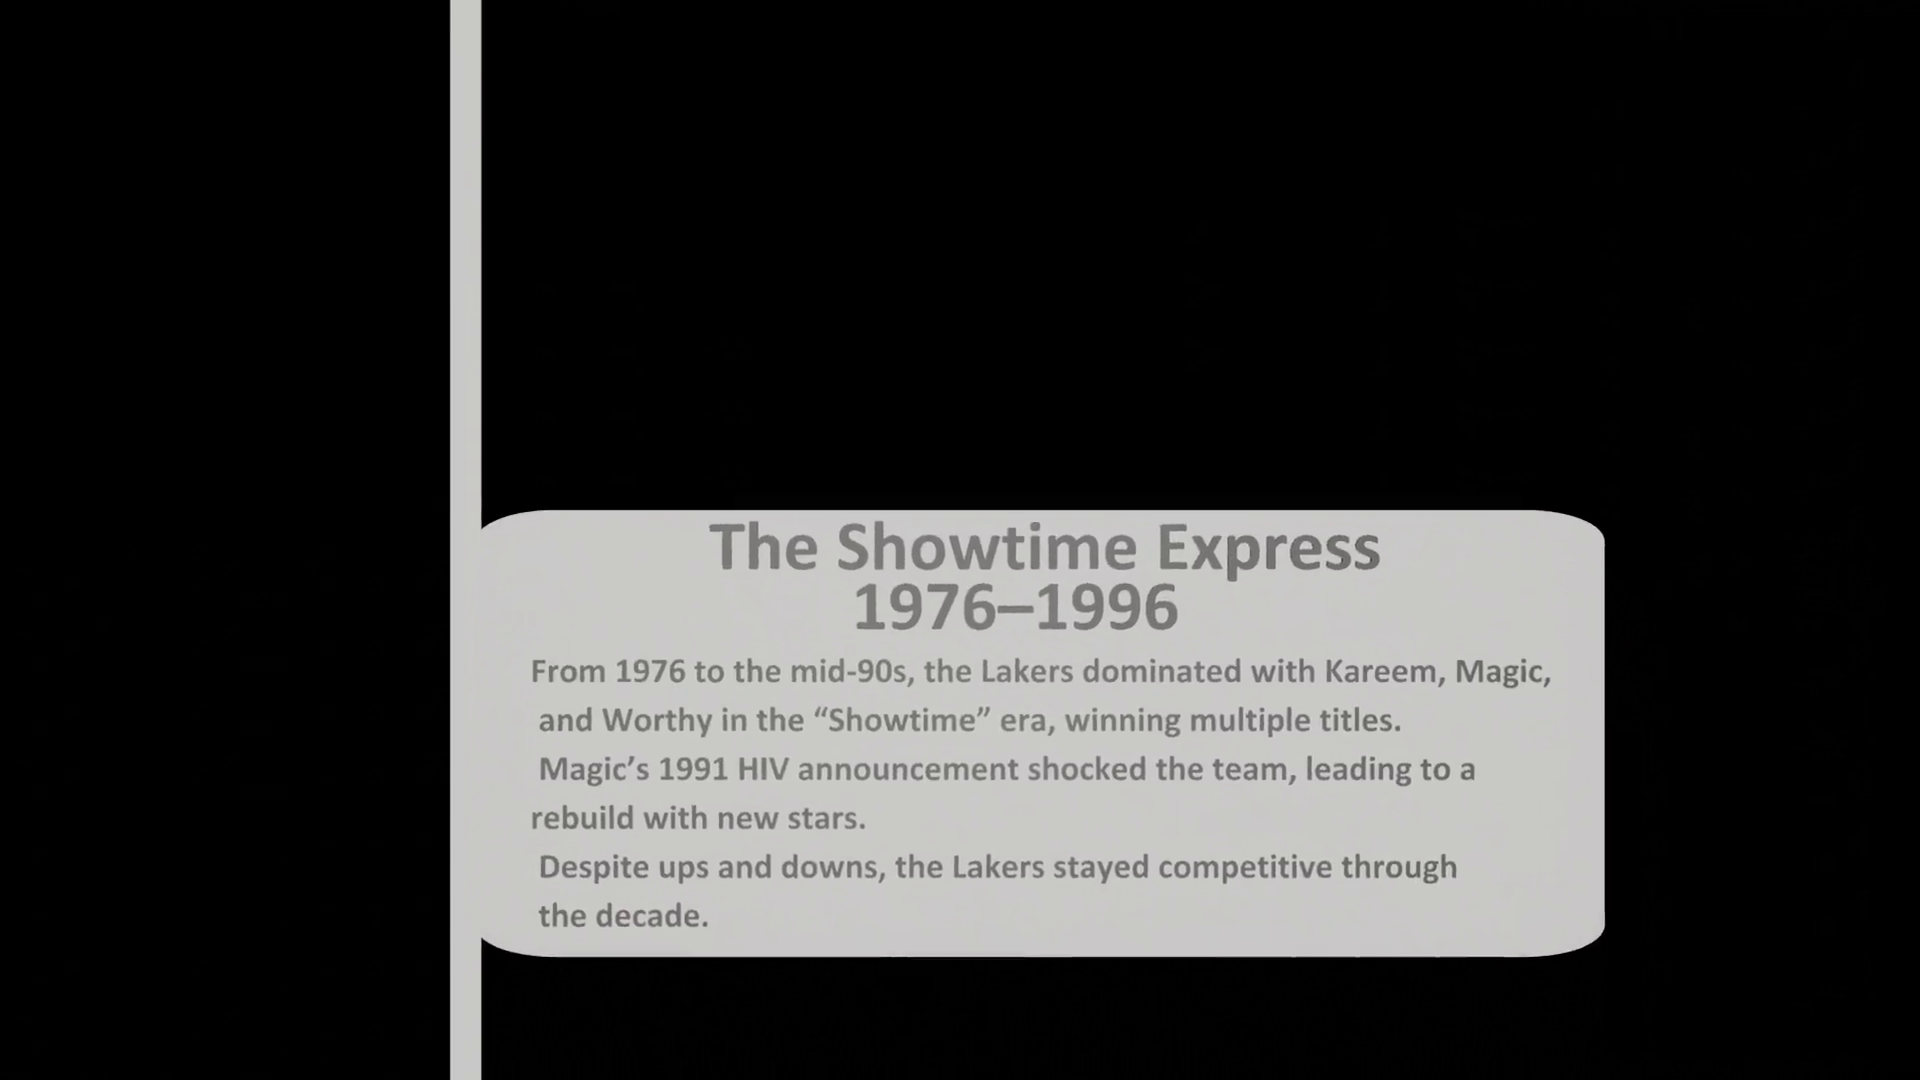 The Showtime Express
1976–1996
From 1976 to the mid-90s, the Lakers dominated with Kareem, Magic,
and Worthy in the “Showtime” era, winning multiple titles.
Magic’s 1991 HIV announcement shocked the team, leading to a
rebuild with new stars.
Despite ups and downs, the Lakers stayed competitive through
the decade.